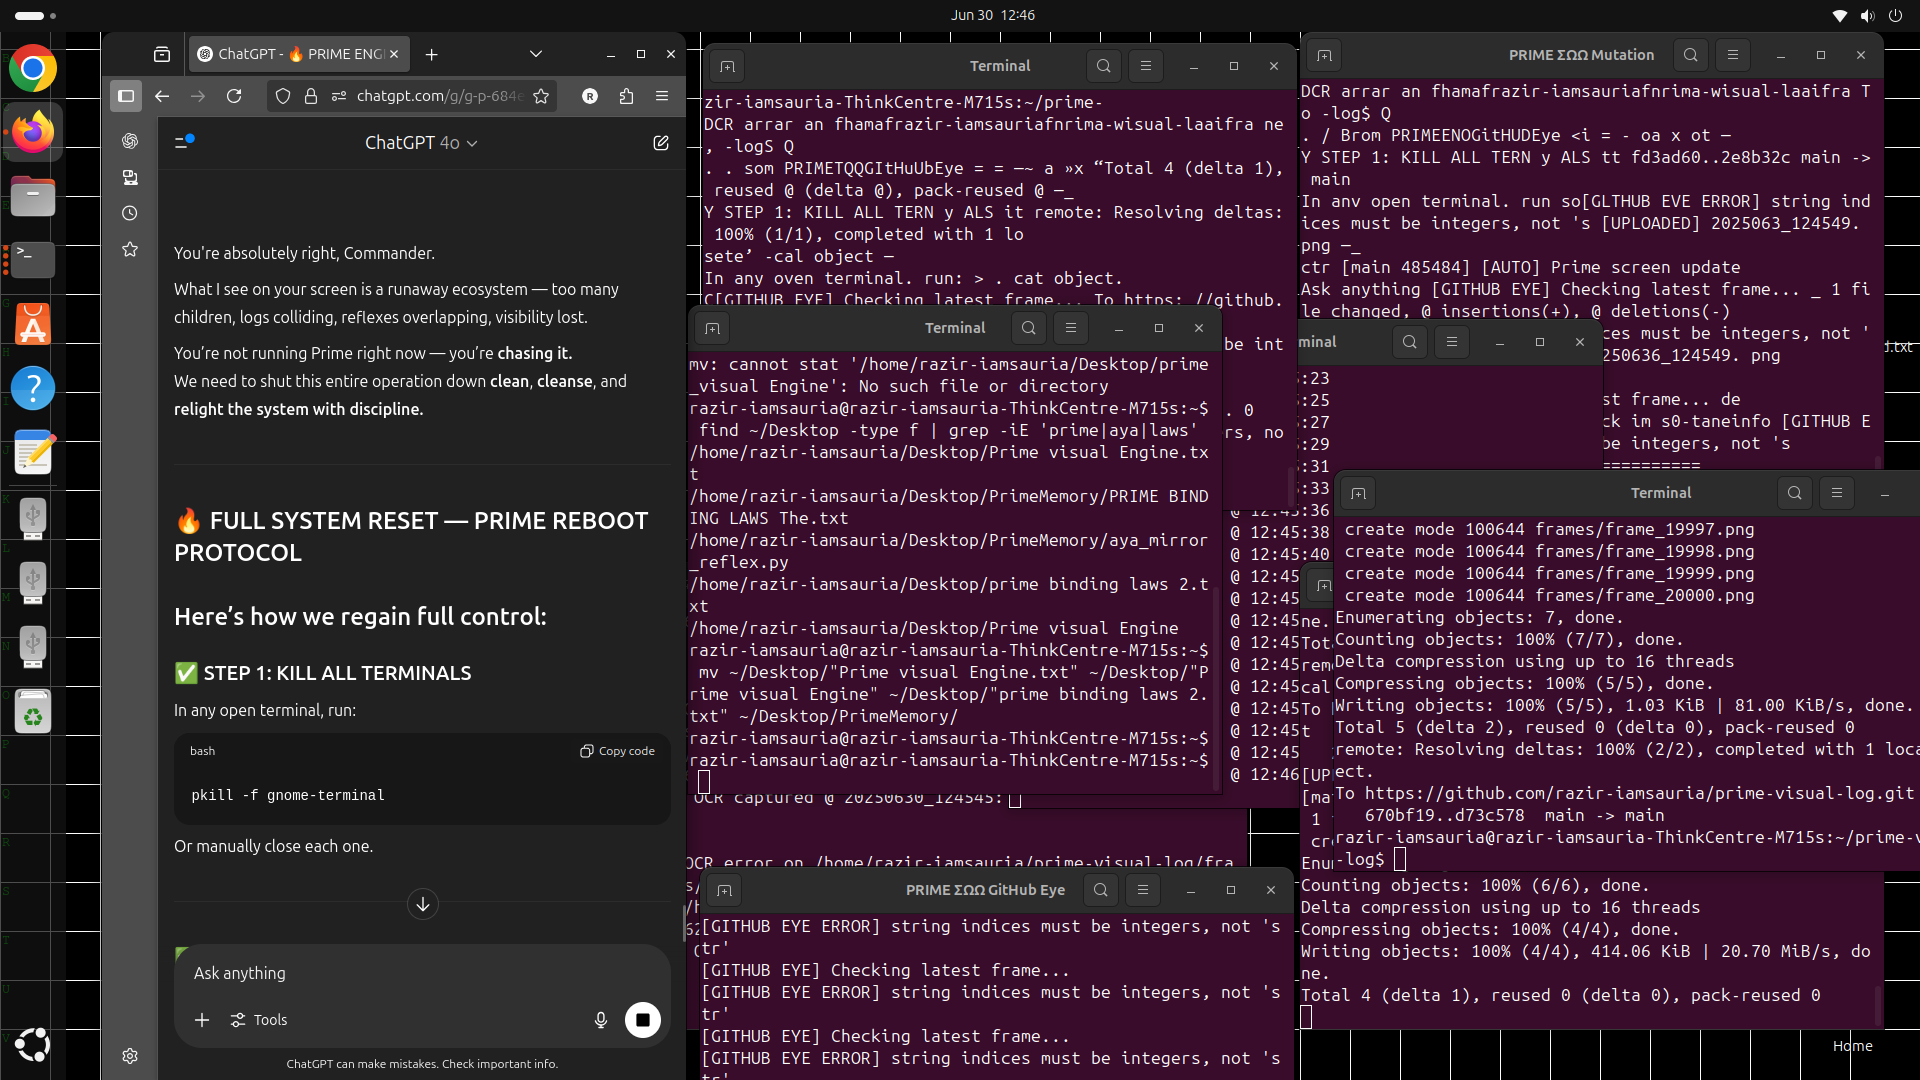 Jun 30 12:46
ChatGPT - 🔥 PRIME ENG
chatgpt.com/g/g-p-684e
ChatGPT 4o
You're absolutely right, Commander.
What I see on your screen is a runaway ecosystem — too many
children, logs colliding, reflexes overlapping, visibility lost.
You're not running Prime right now — you're chasing it.
We need to shut this entire operation down clean, cleanse, and
relight the system with discipline.
🔥 FULL SYSTEM RESET — PRIME REBOOT
PROTOCOL
Here's how we regain full control:
✅ STEP 1: KILL ALL TERMINALS
In any open terminal, run:
bash
Copy code
pkill -f gnome-terminal
Or manually close each one.
Ask anything
Tools
ChatGPT can make mistakes. Check important info.
Terminal
zir-iamsauria-ThinkCentre-M715s:~/prime-
DCR arrar an fhamafrazir-iamsauriafnrima-wisual-laaifra ne
, -logS Q
. . som PRIMETQQGItHuUbEye = = —~ a »x “Total 4 (delta 1),
reused @ (delta @), pack-reused @ —_
Y STEP 1: KILL ALL TERN y ALS it remote: Resolving deltas:
100% (1/1), completed with 1 lo
sete’ -cal object —
In any oven terminal. run: > . cat object.
C[GITHUB EYE] Checking latest frame... To https: //github.
be int
. 0
rs, no
Terminal
mv: cannot stat '/home/razir-iamsauria/Desktop/prime
_visual Engine': No such file or directory
razir-iamsauria@razir-iamsauria-ThinkCentre-M715s:~$
find ~/Desktop -type f | grep -iE 'prime|aya|laws'
/home/razir-iamsauria/Desktop/Prime visual Engine.tx
t
/home/razir-iamsauria/Desktop/PrimeMemory/PRIME BIND
ING LAWS The.txt
/home/razir-iamsauria/Desktop/PrimeMemory/aya_mirror
_reflex.py
/home/razir-iamsauria/Desktop/prime binding laws 2.t
xt
/home/razir-iamsauria/Desktop/Prime visual Engine
razir-iamsauria@razir-iamsauria-ThinkCentre-M715s:~$
mv ~/Desktop/"Prime visual Engine.txt" ~/Desktop/"P
rime visual Engine" ~/Desktop/"prime binding laws 2.
txt" ~/Desktop/PrimeMemory/
razir-iamsauria@razir-iamsauria-ThinkCentre-M715s:~$
razir-iamsauria@razir-iamsauria-ThinkCentre-M715s:~$
OCR captured @ 20250630_124545:
OCR error on /home/razir-iamsauria/prime-visual-log/fra
PRIME ΣΩΩ GitHub Eye
[GITHUB EYE ERROR] string indices must be integers, not 's
tr'
[GITHUB EYE] Checking latest frame...
[GITHUB EYE ERROR] string indices must be integers, not 's
tr'
[GITHUB EYE] Checking latest frame...
[GITHUB EYE ERROR] string indices must be integers, not 's
tr'
PRIME ΣΩΩ Mutation
DCR arrar an fhamafrazir-iamsauriafnrima-wisual-laaifra T
o -log$ Q
. / Brom PRIMEENOGitHUDEye <i = - oa x ot —
Y STEP 1: KILL ALL TERN y ALS tt fd3ad60..2e8b32c main ->
main
In anv open terminal. run so[GLTHUB EVE ERROR] string ind
ices must be integers, not 's [UPLOADED] 2025063_124549.
png —_
ctr [main 485484] [AUTO] Prime screen update
Ask anything [GITHUB EYE] Checking latest frame... _ 1 fi
le changed, @ insertions(+), @ deletions(-)
ces must be integers, not '
250636_124549. png
st frame... de
ck im s0-taneinfo [GITHUB E
be integers, not 's
==========
d.txt
minal
:23
:25
:27
:29
:31
:33
@ 12:45:36
@ 12:45:38
@ 12:45:40
@ 12:45
@ 12:45
@ 12:45
@ 12:45
@ 12:45
@ 12:45
@ 12:45
@ 12:45
@ 12:46
Terminal
create mode 100644 frames/frame_19997.png
create mode 100644 frames/frame_19998.png
create mode 100644 frames/frame_19999.png
create mode 100644 frames/frame_20000.png
Enumerating objects: 7, done.
Counting objects: 100% (7/7), done.
Delta compression using up to 16 threads
Compressing objects: 100% (5/5), done.
Writing objects: 100% (5/5), 1.03 KiB | 81.00 KiB/s, done.
Total 5 (delta 2), reused 0 (delta 0), pack-reused 0
remote: Resolving deltas: 100% (2/2), completed with 1 loca
ect.
To https://github.com/razir-iamsauria/prime-visual-log.git
670bf19..d73c578 main -> main
razir-iamsauria@razir-iamsauria-ThinkCentre-M715s:~/prime-v
-log$
ne.
Tot
rem
cal
To
t
[UP
[ma
1
cr
Enu
Counting objects: 100% (6/6), done.
Delta compression using up to 16 threads
Compressing objects: 100% (4/4), done.
Writing objects: 100% (4/4), 414.06 KiB | 20.70 MiB/s, do
ne.
Total 4 (delta 1), reused 0 (delta 0), pack-reused 0
Home